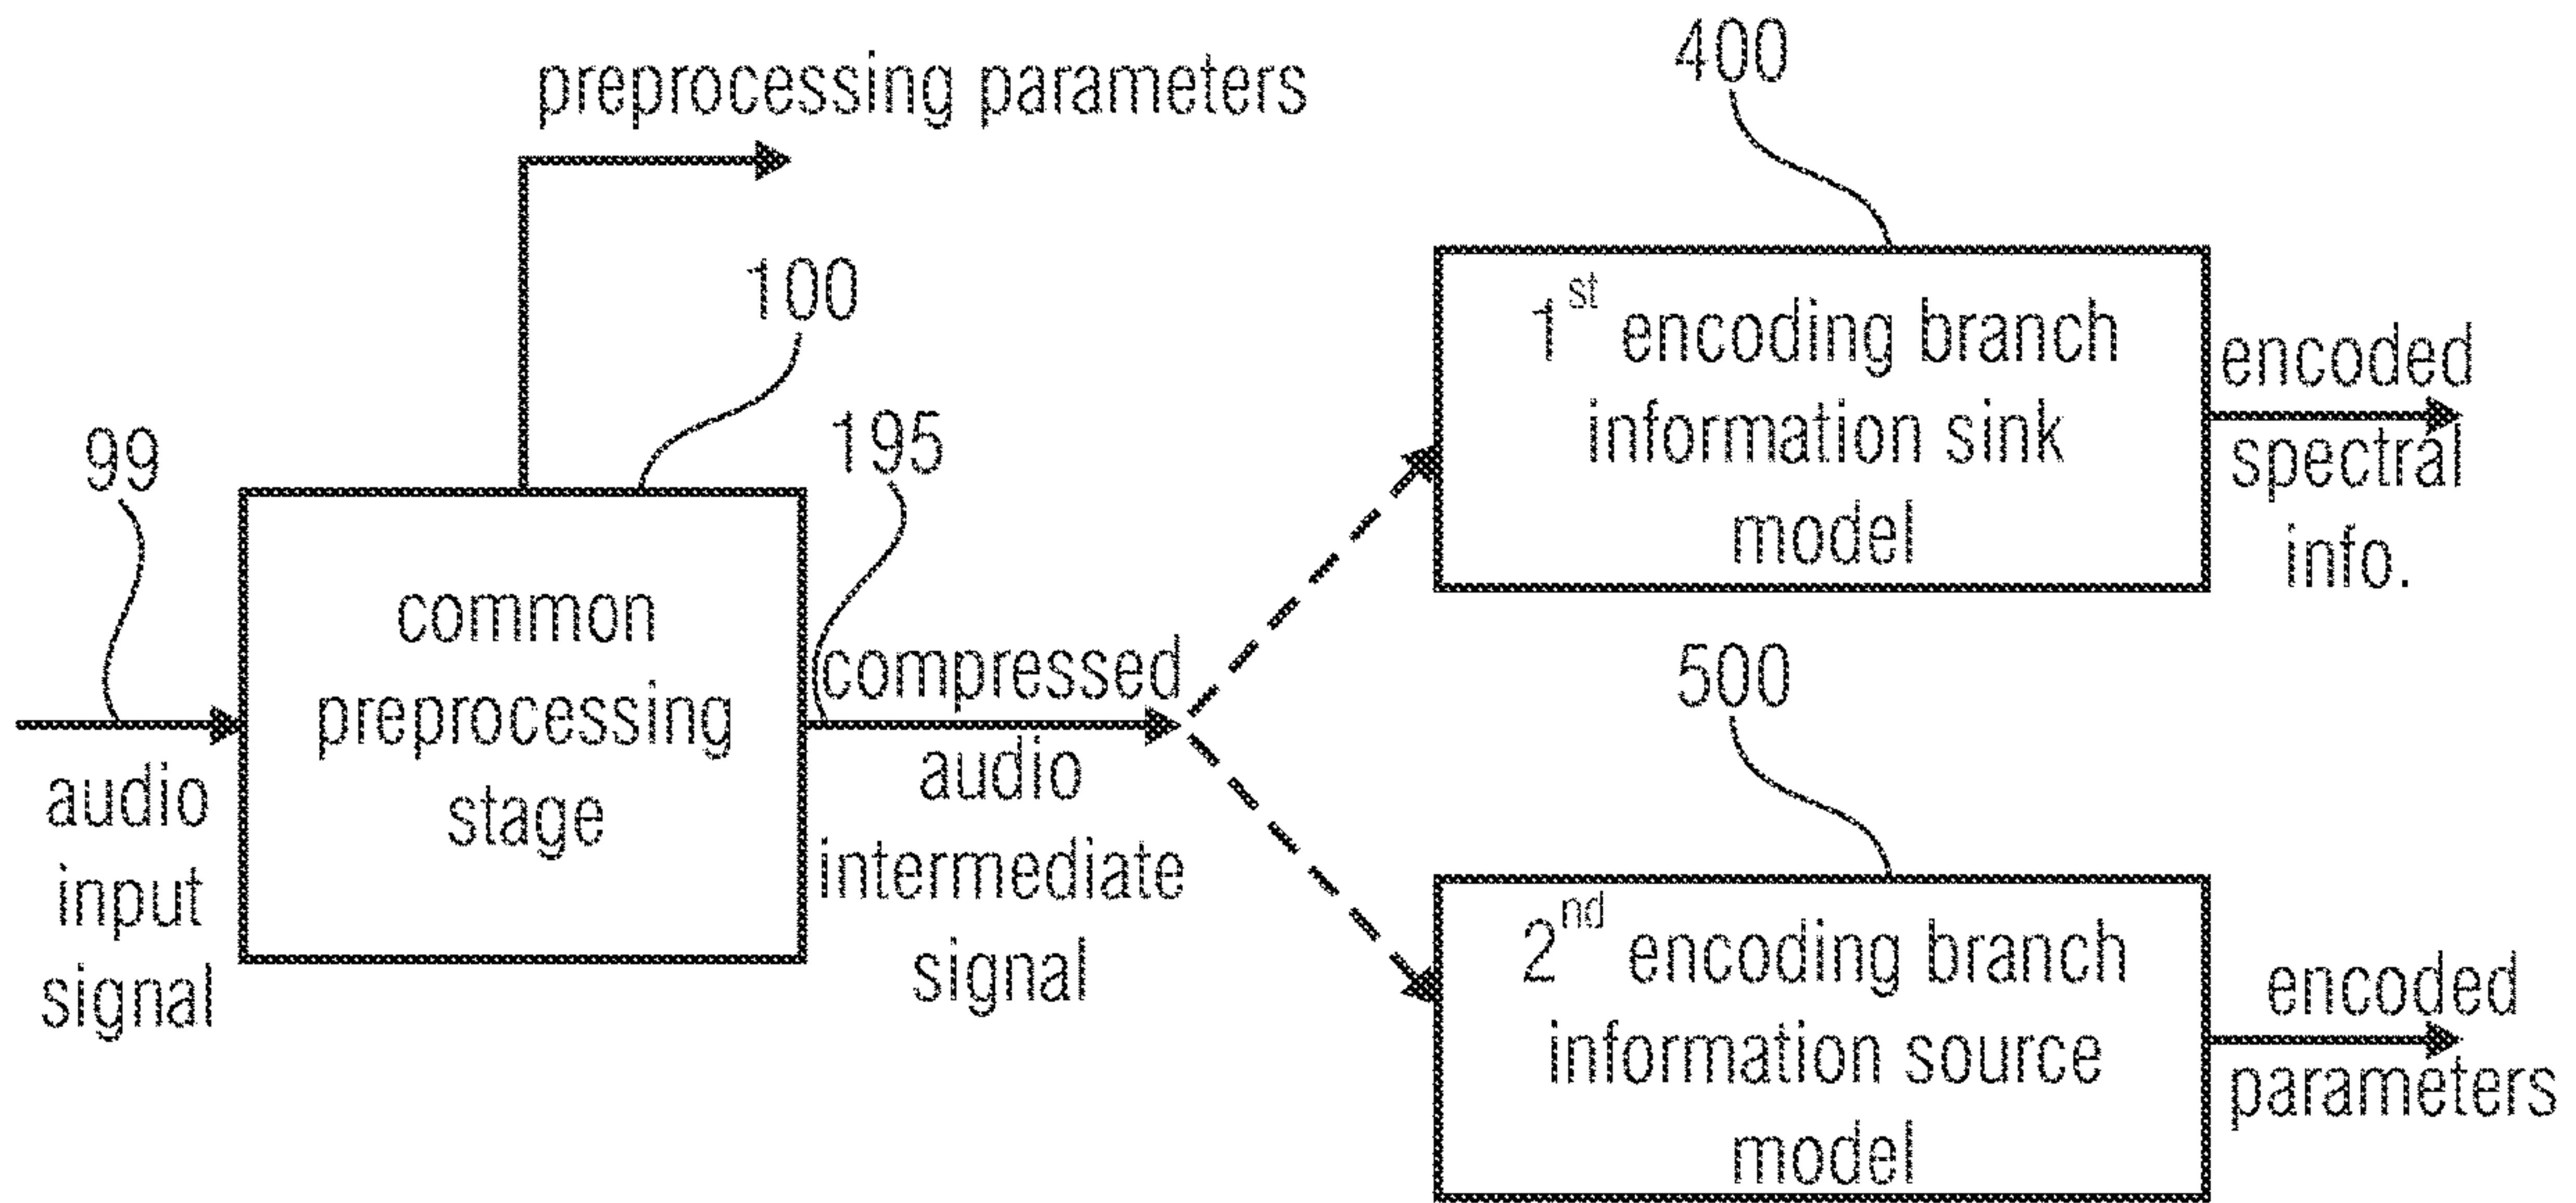 preprocessing parameters
400
100
1st encoding branch
information sink
model
encoded
spectral
info.
195
99
common
preprocessing
stage
audio
input
signal
compressed
audio
intermediate
signal
500
2nd encoding branch
information source
model
encoded
parameters